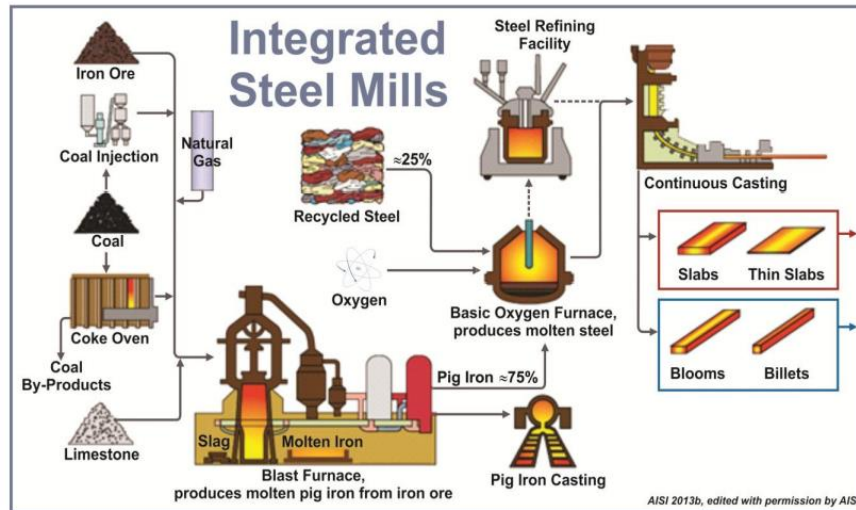 Integrated
Steel Mills
Iron Ore
Coal Injection
Natural
Gas
Coal
Coke Oven
Coal
By-Products
Limestone
Recycled Steel
≈25%
Oxygen
Steel Refining
Facility
Basic Oxygen Furnace,
produces molten steel
Continuous Casting
Slabs
Thin Slabs
Blooms
Billets
Pig Iron ≈75%
Slag
Molten Iron
Blast Furnace,
produces molten pig iron from iron ore
Pig Iron Casting
AISI 2013b, edited with permission by AIS